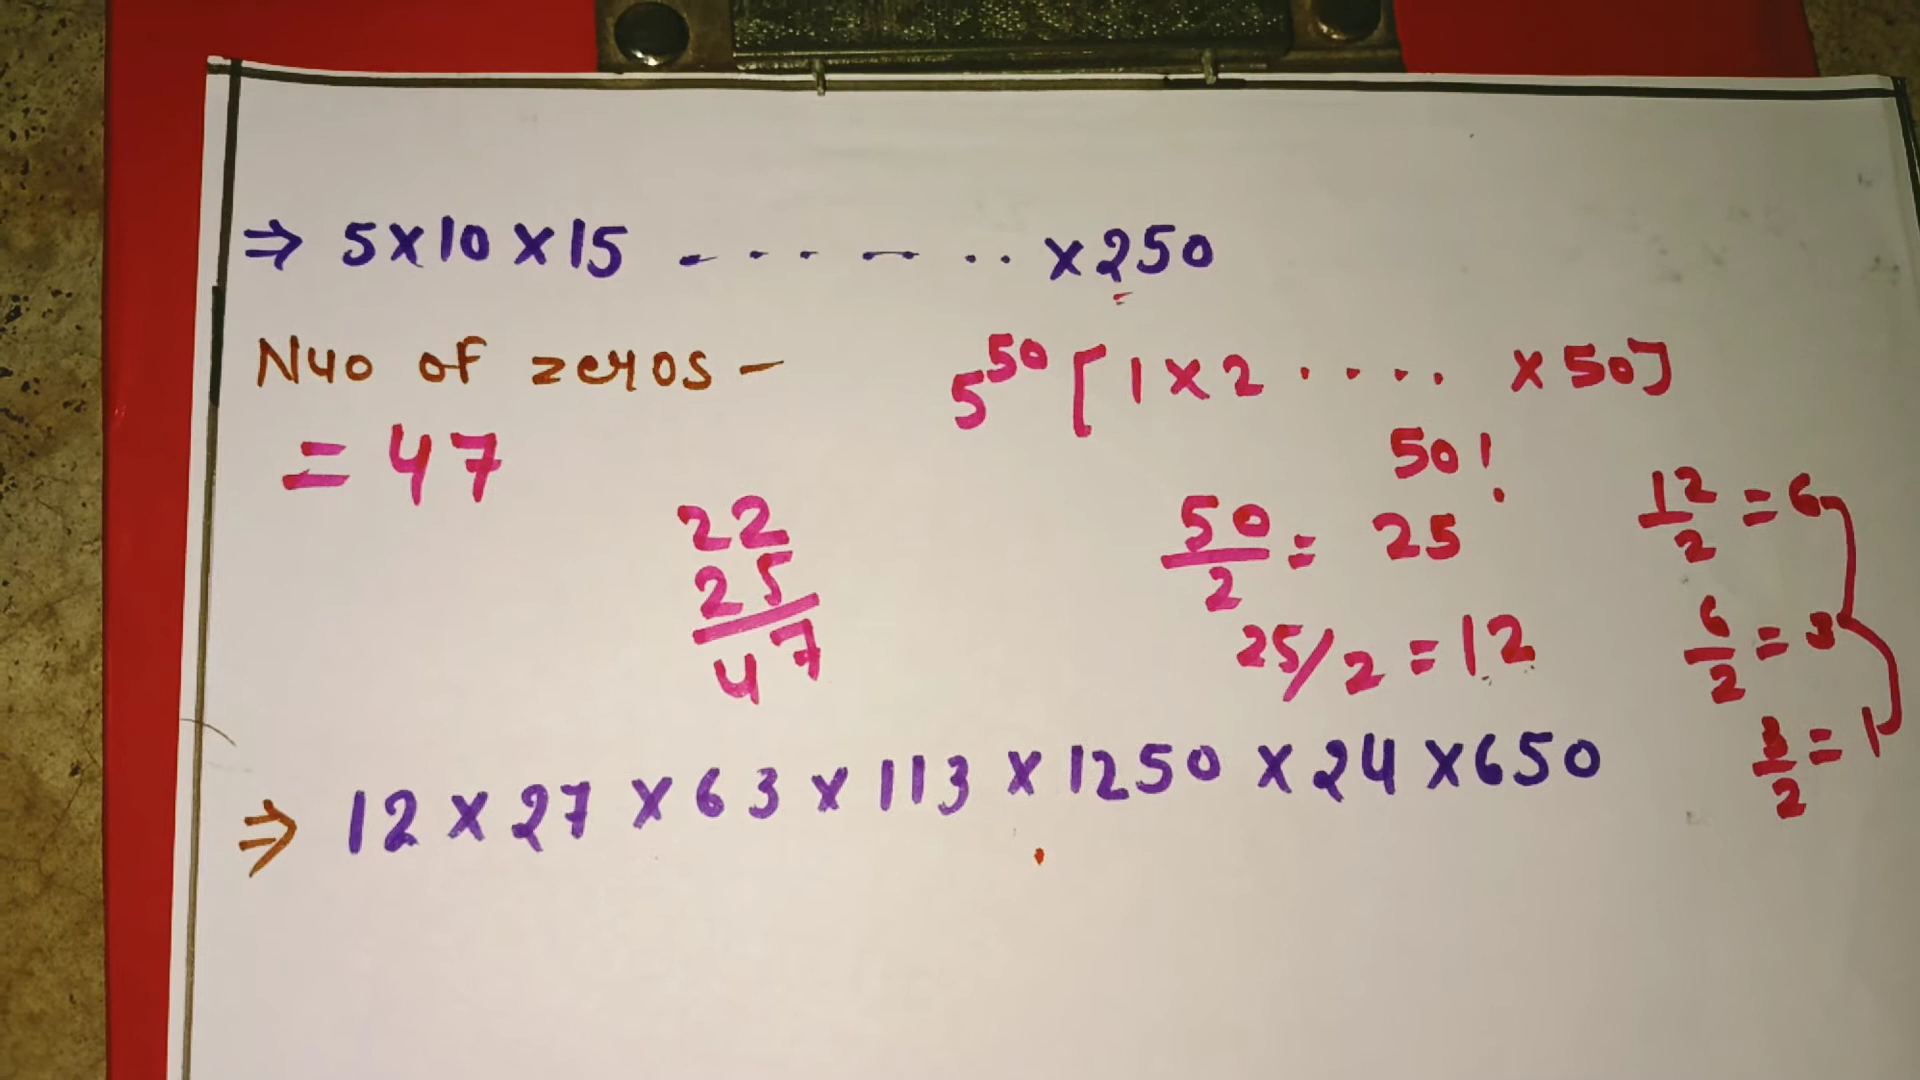 ⇒ 5×10×15 - - - - - - .. ×250
Nuo of zeros -
= 47
5^50 [1×2 . . . . ×50]
50!
50/2 = 25
25/2 = 12
12/2 = 6
6/2 = 3
3/2 = 1
22
25
47
⇒ 12 × 27 × 63 × 113 × 1250 × 24 × 650